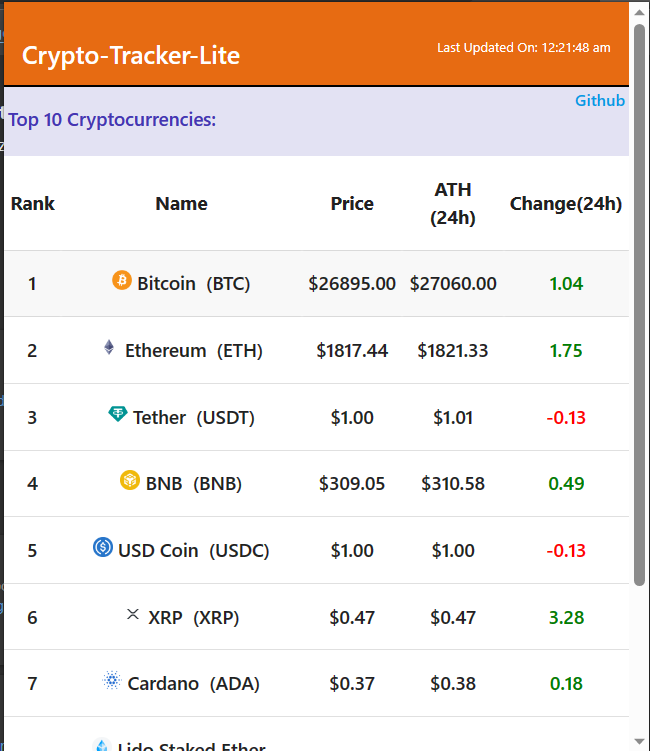 Crypto-Tracker-Lite Last Updated On: 12:21:48 am
Github
Top 10 Cryptocurrencies:
Rank Name Price ATH (24h) Change(24h)
1 Bitcoin (BTC) $26895.00 $27060.00 1.04
2 Ethereum (ETH) $1817.44 $1821.33 1.75
3 Tether (USDT) $1.00 $1.01 -0.13
4 BNB (BNB) $309.05 $310.58 0.49
5 USD Coin (USDC) $1.00 $1.00 -0.13
6 XRP (XRP) $0.47 $0.47 3.28
7 Cardano (ADA) $0.37 $0.38 0.18
Lido Staked Ether